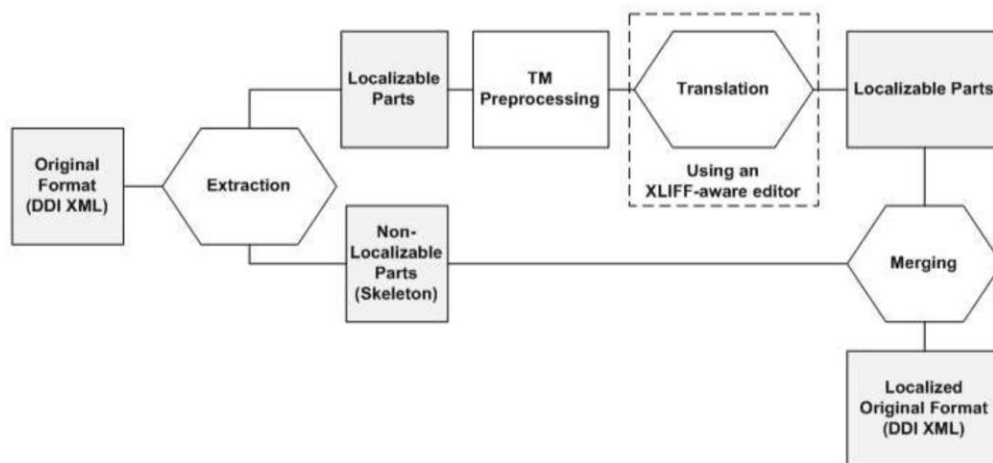 Original
Format
(DDI XML)
Extraction
Localizable
Parts
TM
Preprocessing
Translation
Using an
XLIFF-aware editor
Localizable Parts
Non-
Localizable
Parts
(Skeleton)
Merging
Localized
Original Format
(DDI XML)